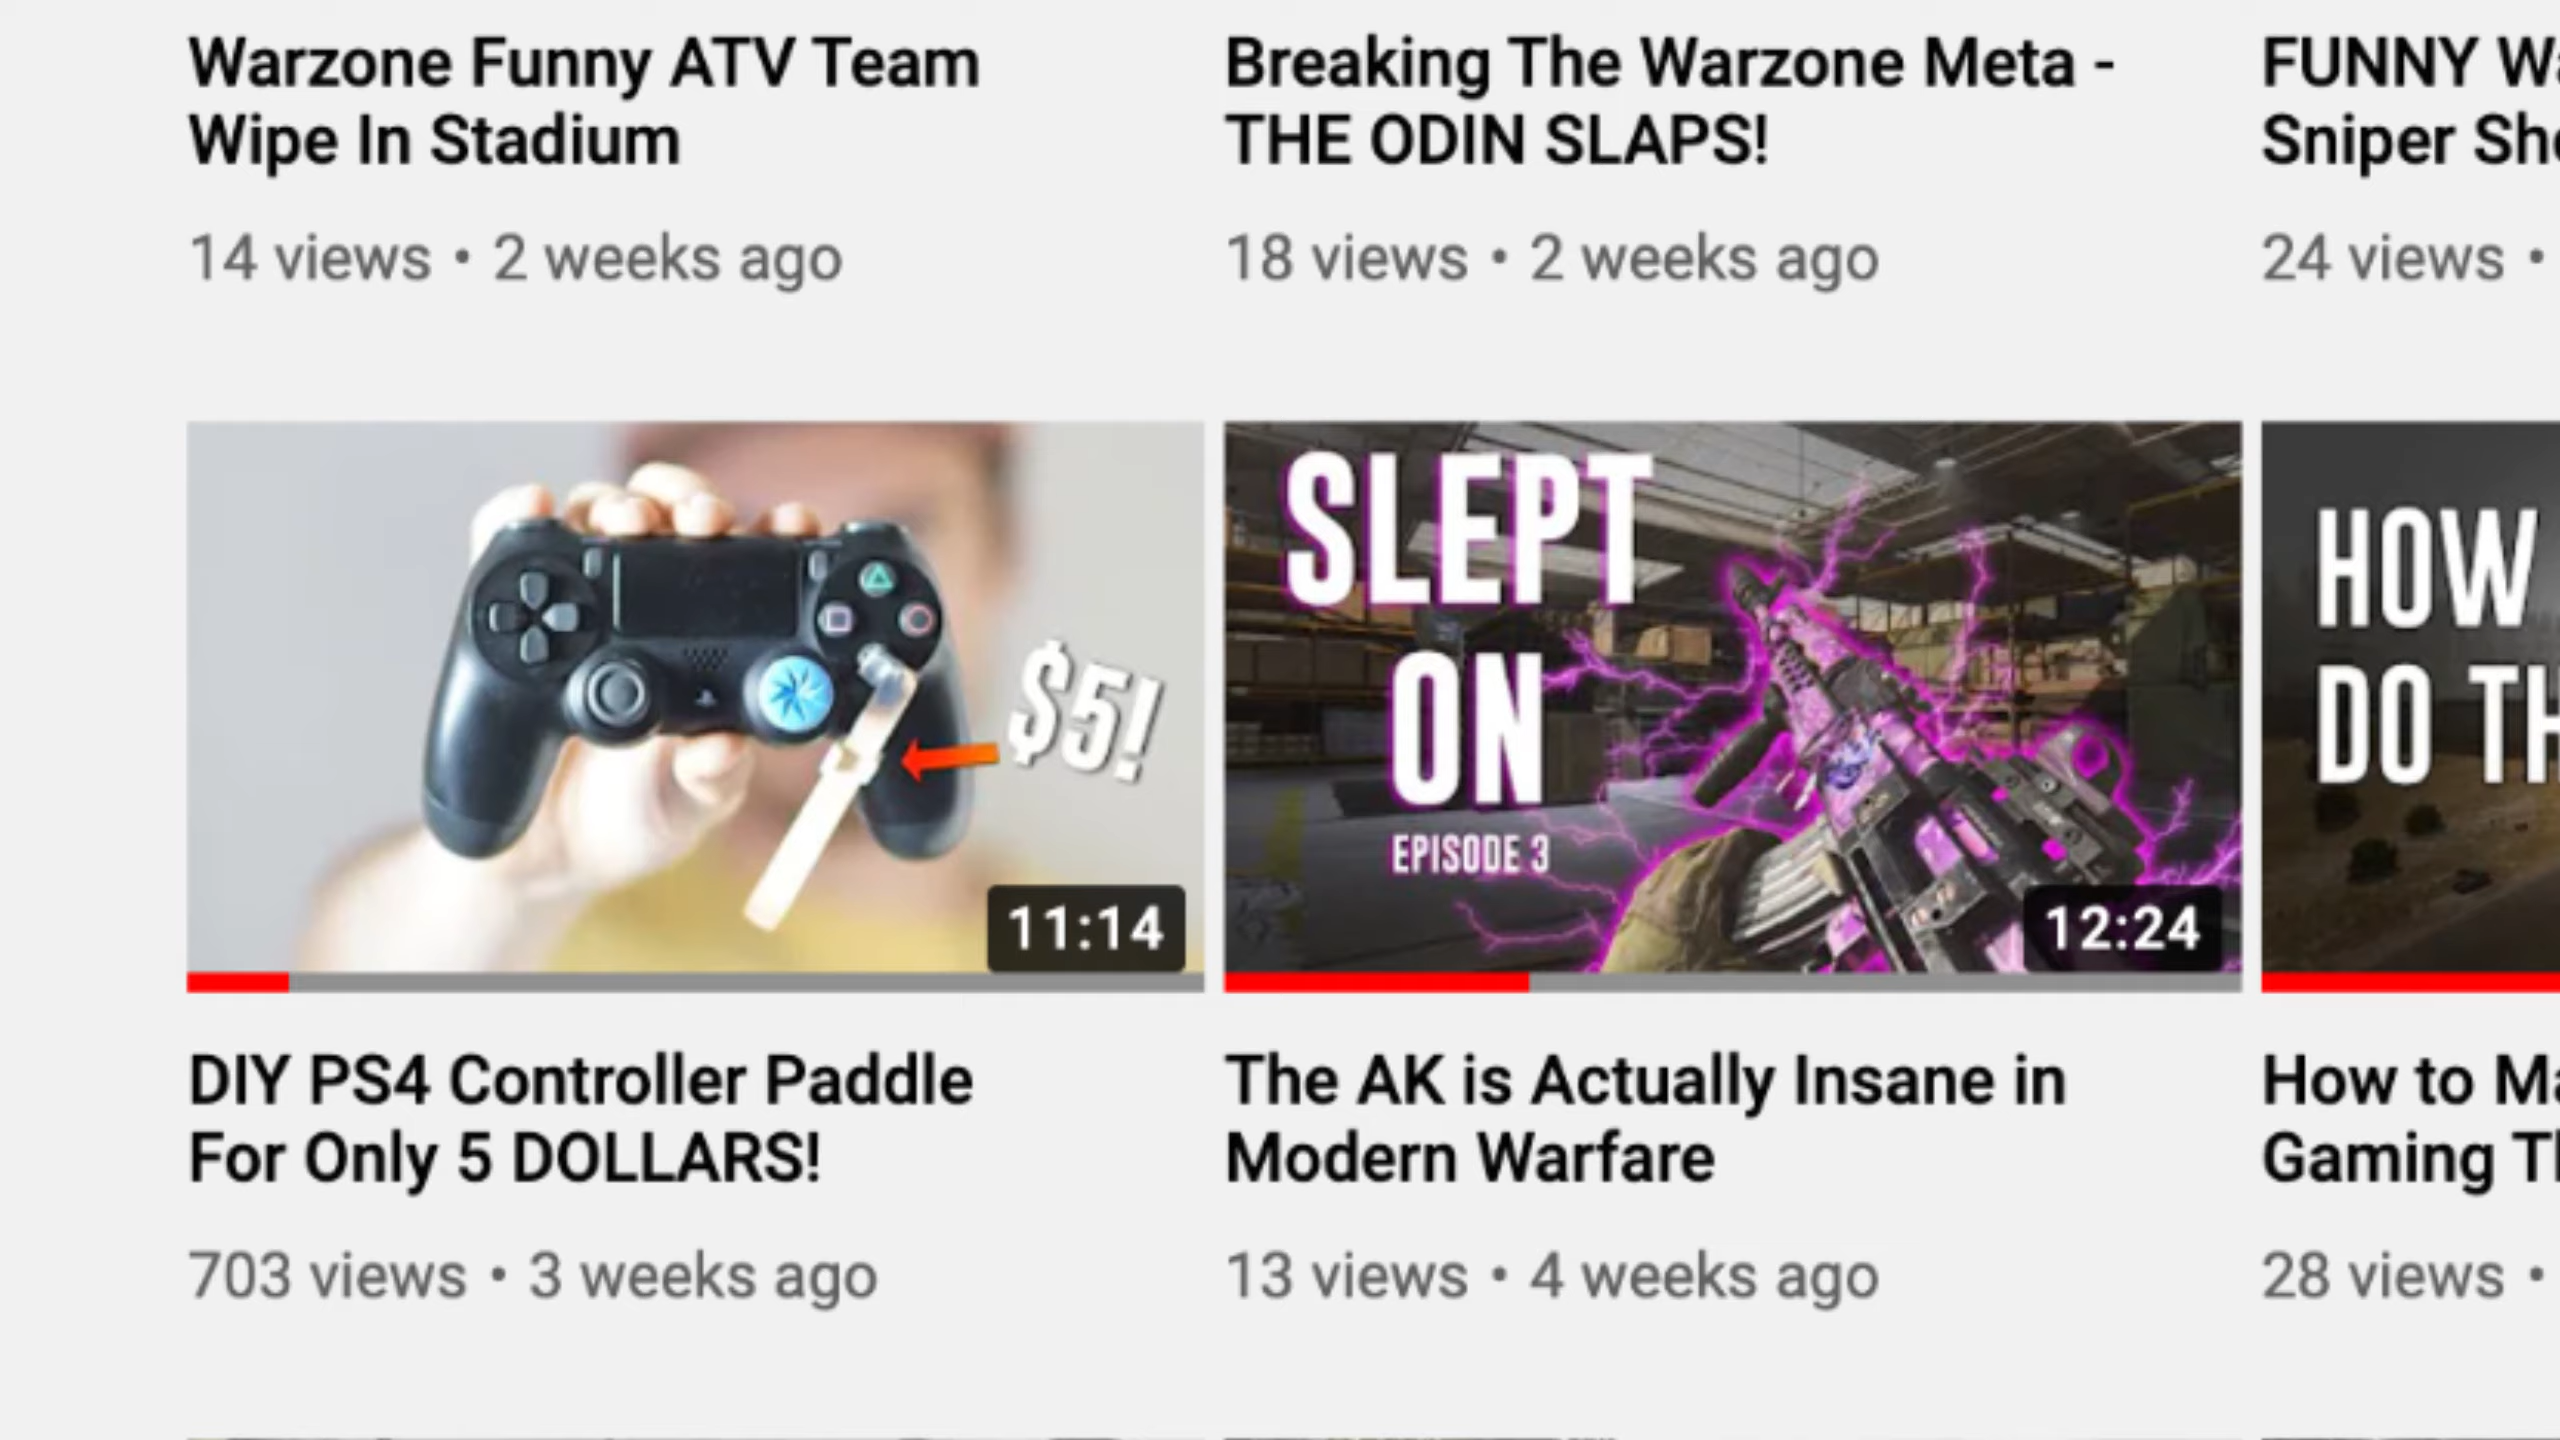 Warzone Funny ATV Team
Wipe In Stadium
14 views • 2 weeks ago
Breaking The Warzone Meta -
THE ODIN SLAPS!
18 views • 2 weeks ago
FUNNY
Sniper
24 views •
$5!
11:14
DIY PS4 Controller Paddle
For Only 5 DOLLARS!
703 views • 3 weeks ago
SLEPT
ON
EPISODE 3
12:24
The AK is Actually Insane in
Modern Warfare
13 views • 4 weeks ago
HOW
DO
How to
Gaming
28 views •